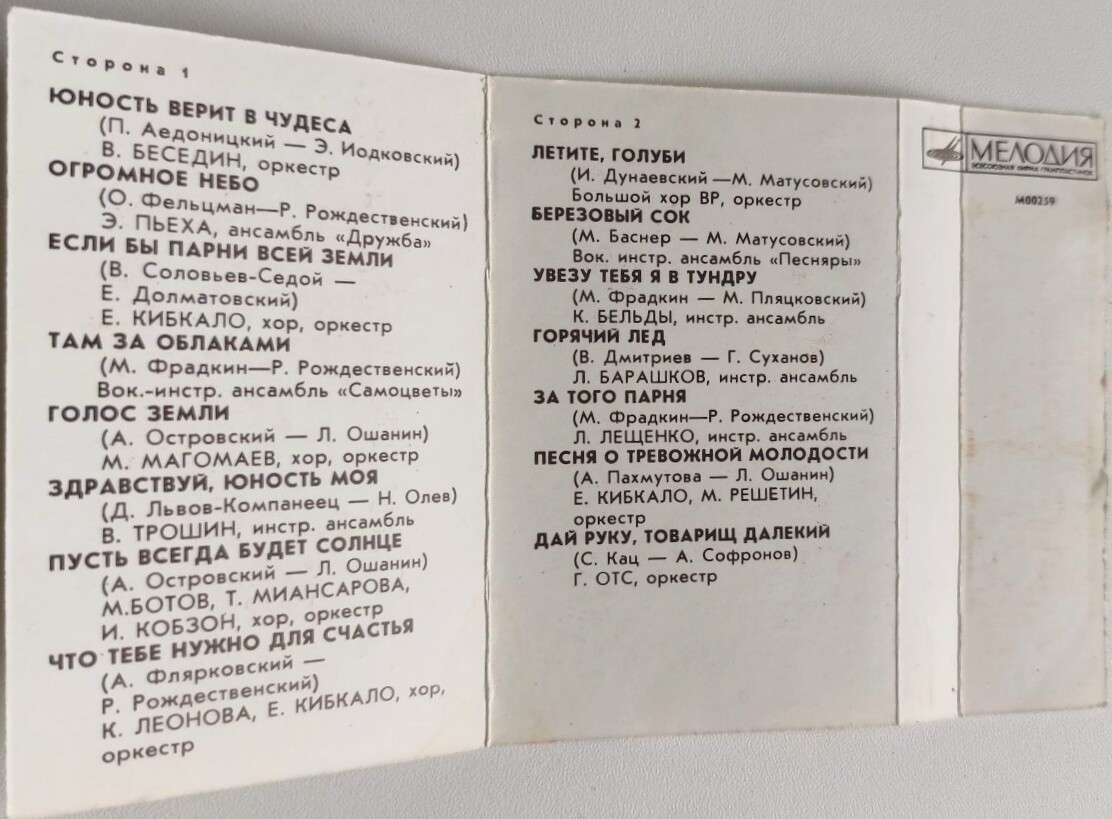 Сторона 1
ЮНОСТЬ ВЕРИТ В ЧУДЕСА
(П. Аедоницкий — Э. Иодковский)
В. БЕСЕДИН, оркестр
ОГРОМНОЕ НЕБО
(О. Фельцман—Р. Рождественский)
Э. ПЬЕХА, ансамбль «Дружба»
ЕСЛИ БЫ ПАРНИ ВСЕЙ ЗЕМЛИ
(В. Соловьев-Седой —
Е. Долматовский)
Е. КИБКАЛО, хор, оркестр
ТАМ ЗА ОБЛАКАМИ
(М. Фрадкин—Р. Рождественский)
Вок.-инстр. ансамбль «Самоцветы»
ГОЛОС ЗЕМЛИ
(А. Островский — Л. Ошанин)
М. МАГОМАЕВ, хор, оркестр
ЗДРАВСТВУЙ, ЮНОСТЬ МОЯ
(Д. Львов-Компанеец — Н. Олев)
В. ТРОШИН, инстр. ансамбль
ПУСТЬ ВСЕГДА БУДЕТ СОЛНЦЕ
(А. Островский — Л. Ошанин)
М.БОТОВ, Т. МИАНСАРОВА,
И. КОБЗОН, хор, оркестр
ЧТО ТЕБЕ НУЖНО ДЛЯ СЧАСТЬЯ
(А. Флярковский —
Р. Рождественский)
К. ЛЕОНОВА, Е. КИБКАЛО, хор,
оркестр
Сторона 2
ЛЕТИТЕ, ГОЛУБИ
(И. Дунаевский —М. Матусовский)
Большой хор ВР, оркестр
БЕРЕЗОВЫЙ СОК
(М. Баснер — М. Матусовский)
Вок. инстр. ансамбль «Песняры»
УВЕЗУ ТЕБЯ Я В ТУНДРУ
(М. Фрадкин — М. Пляцковский)
К. БЕЛЬДЫ, инстр. ансамбль
ГОРЯЧИЙ ЛЕД
(В. Дмитриев — Г. Суханов)
Л. БАРАШКОВ, инстр. ансамбль
ЗА ТОГО ПАРНЯ
(М. Фрадкин—Р. Рождественский)
Л. ЛЕЩЕНКО, инстр. ансамбль
ПЕСНЯ О ТРЕВОЖНОЙ МОЛОДОСТИ
(А. Пахмутова — Л. Ошанин)
Е. КИБКАЛО, М. РЕШЕТИН,
оркестр
ДАЙ РУКУ, ТОВАРИЩ ДАЛЕКИЙ
(С. Кац — А. Софронов)
Г. ОТС, оркестр
МЕЛОДИЯ
ВСЕСОЮЗНАЯ ФИРМА ГРАМПЛАСТИНОК
М00259